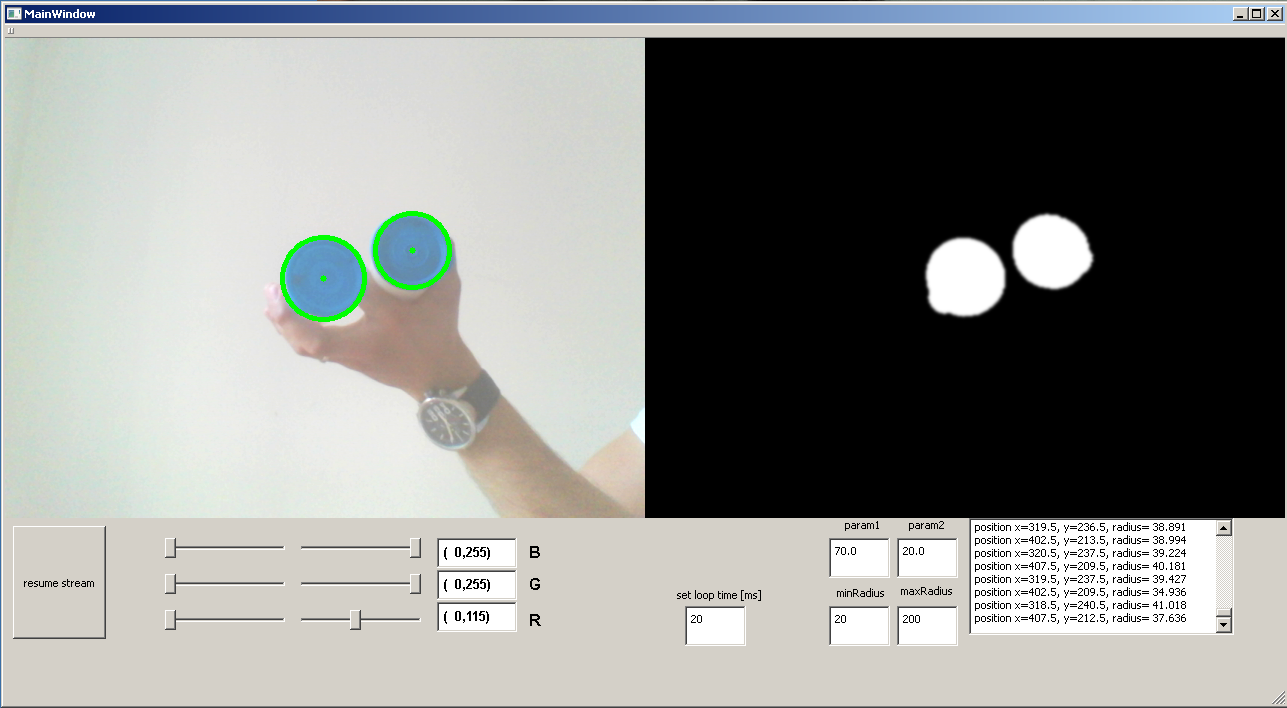 MainWindow
resume stream
( 0,255) B
( 0,255) G
( 0,115) R
set loop time [ms]
20
param1 param2
70.0 20.0
minRadius maxRadius
20 200
position x=319.5, y=236.5, radius= 38.891
position x=402.5, y=213.5, radius= 38.994
position x=320.5, y=237.5, radius= 39.224
position x=407.5, y=209.5, radius= 40.181
position x=319.5, y=237.5, radius= 39.427
position x=402.5, y=209.5, radius= 34.936
position x=318.5, y=240.5, radius= 41.018
position x=407.5, y=212.5, radius= 37.636